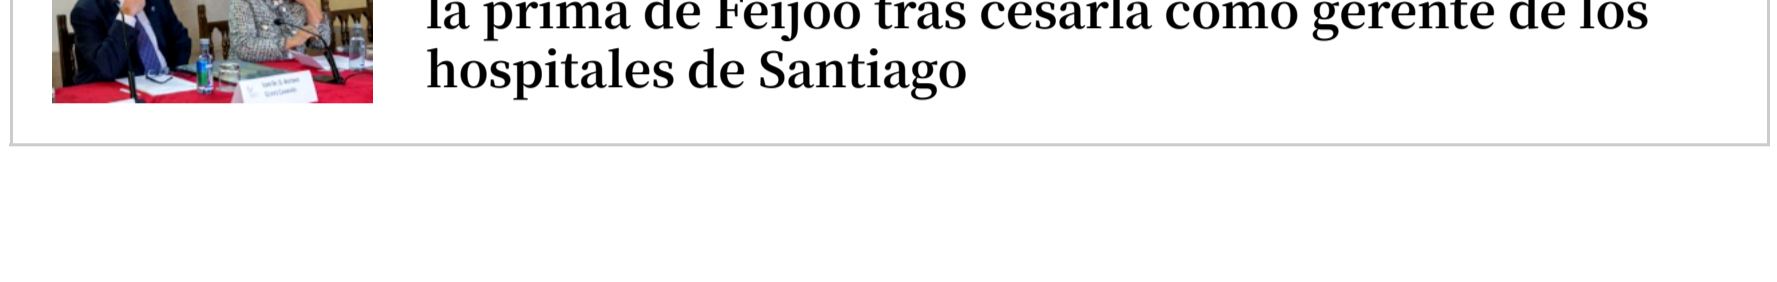 la prima de Feijóo tras cesarla como gerente de los
hospitales de Santiago